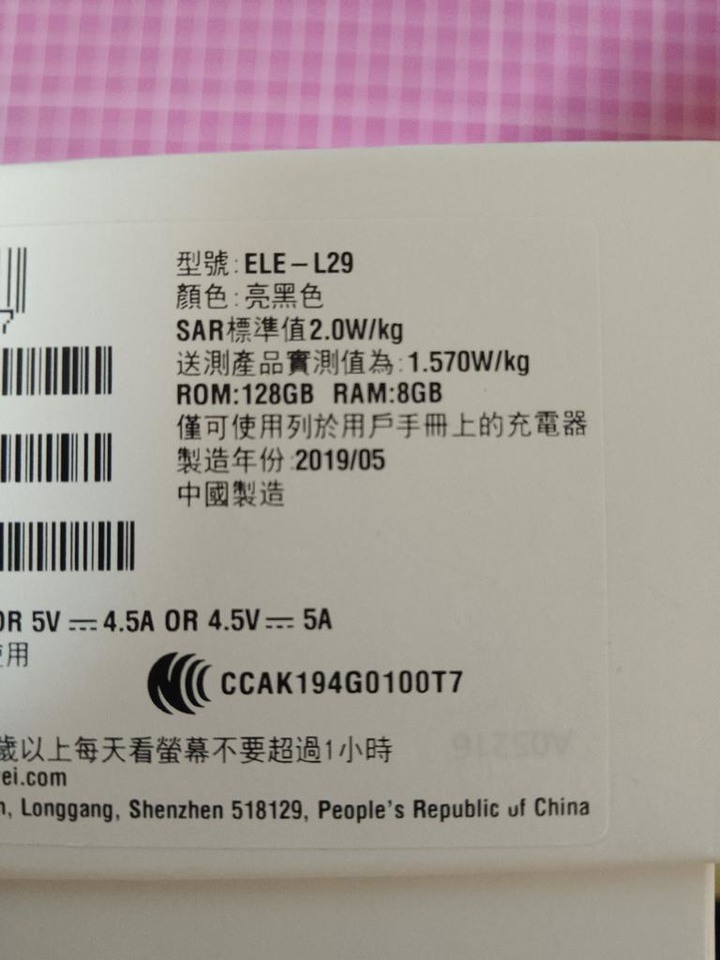 7
型號:ELE-L29
顏色:亮黑色
SAR標準值2.0W/kg
送測產品實測值為:1.570W/kg
ROM:128GB RAM:8GB
僅可使用列於用戶手冊上的充電器
製造年份:2019/05
中國製造
OR 5V ⎓ 4.5A OR 4.5V ⎓ 5A
使用
CCAK194G0100T7
歲以上每天看螢幕不要超過1小時
ei.com
, Longgang, Shenzhen 518129, People's Republic of China